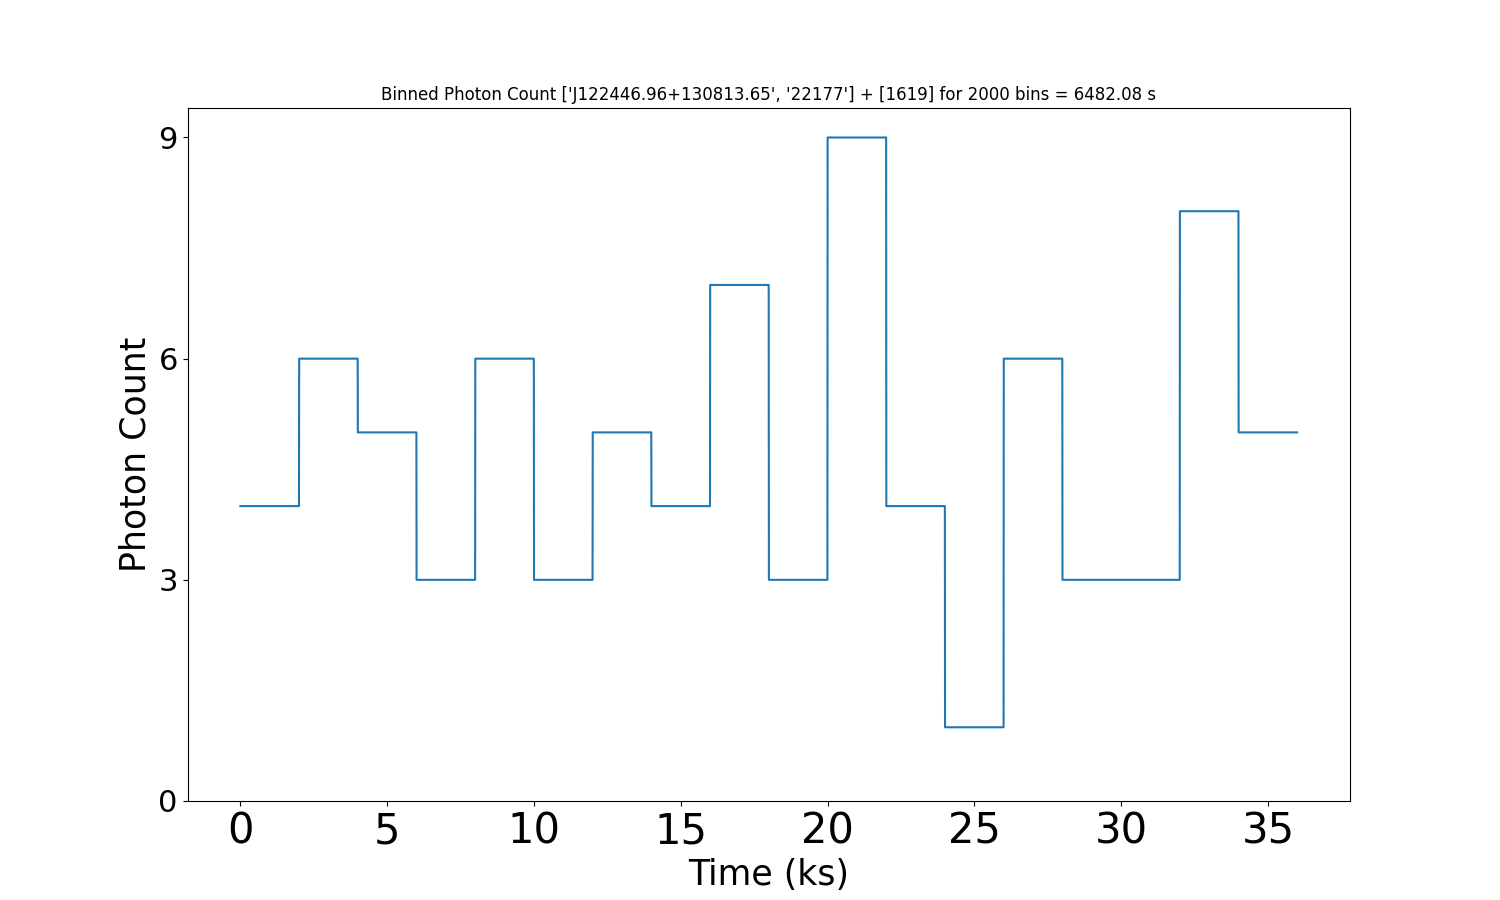 Binned Photon Count ['J122446.96+130813.65', '22177'] + [1619] for 2000 bins = 6482.08 s
9
6
3
0
Photon Count
0 5 10 15 20 25 30 35
Time (ks)